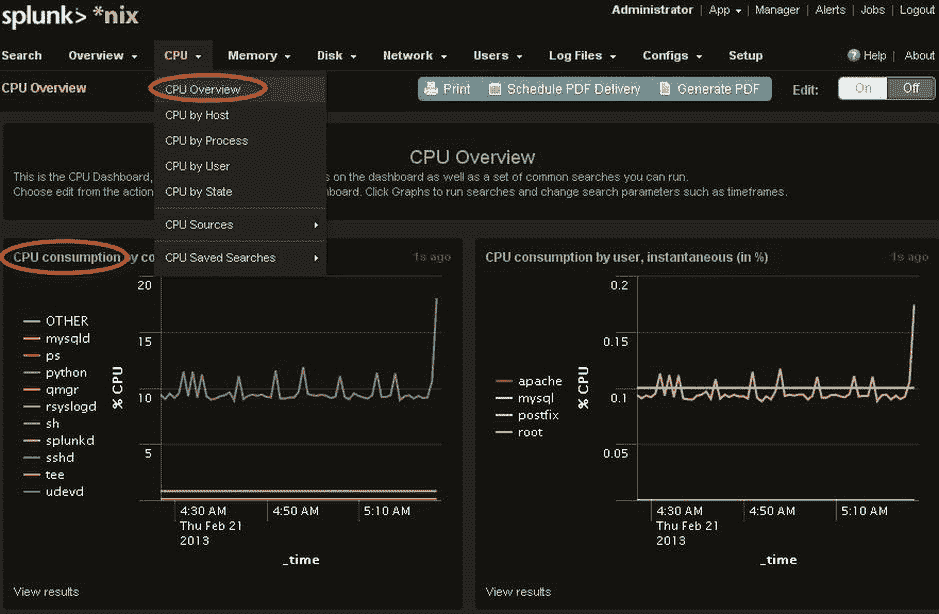 splunk> *nix
Administrator | App | Manager | Alerts | Jobs | Logout
Search Overview CPU Memory Disk Network Users Log Files Configs Setup ? Help | About
CPU Overview
Print Schedule PDF Delivery Generate PDF Edit: On Off
CPU Overview
CPU by Host
CPU by Process
CPU by User
CPU by State
CPU Sources
CPU Saved Searches
CPU Overview
This is the CPU Dashboard, s on the dashboard as well as a set of common searches you can run.
Choose edit from the action board. Click Graphs to run searches and change search parameters such as timeframes.
CPU consumption by co 1s ago
20
15
10
5
% CPU
OTHER
mysqld
ps
python
qmgr
rsyslogd
sh
splunkd
sshd
tee
udevd
4:30 AM 4:50 AM 5:10 AM
Thu Feb 21
2013
_time
View results
CPU consumption by user, instantaneous (in %) 1s ago
0.2
0.15
0.1
0.05
% CPU
apache
mysql
postfix
root
4:30 AM 4:50 AM 5:10 AM
Thu Feb 21
2013
_time
View results